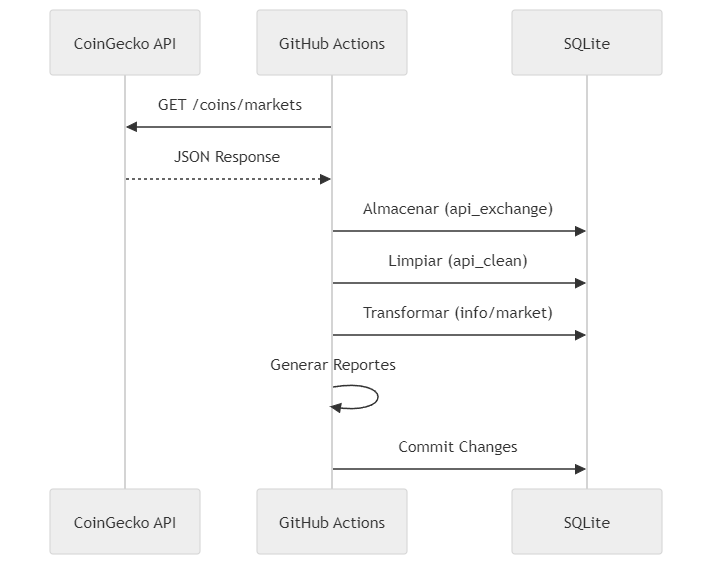 CoinGecko API
GitHub Actions
SQLite
GET /coins/markets
JSON Response
Almacenar (api_exchange)
Limpiar (api_clean)
Transformar (info/market)
Generar Reportes
Commit Changes
CoinGecko API
GitHub Actions
SQLite